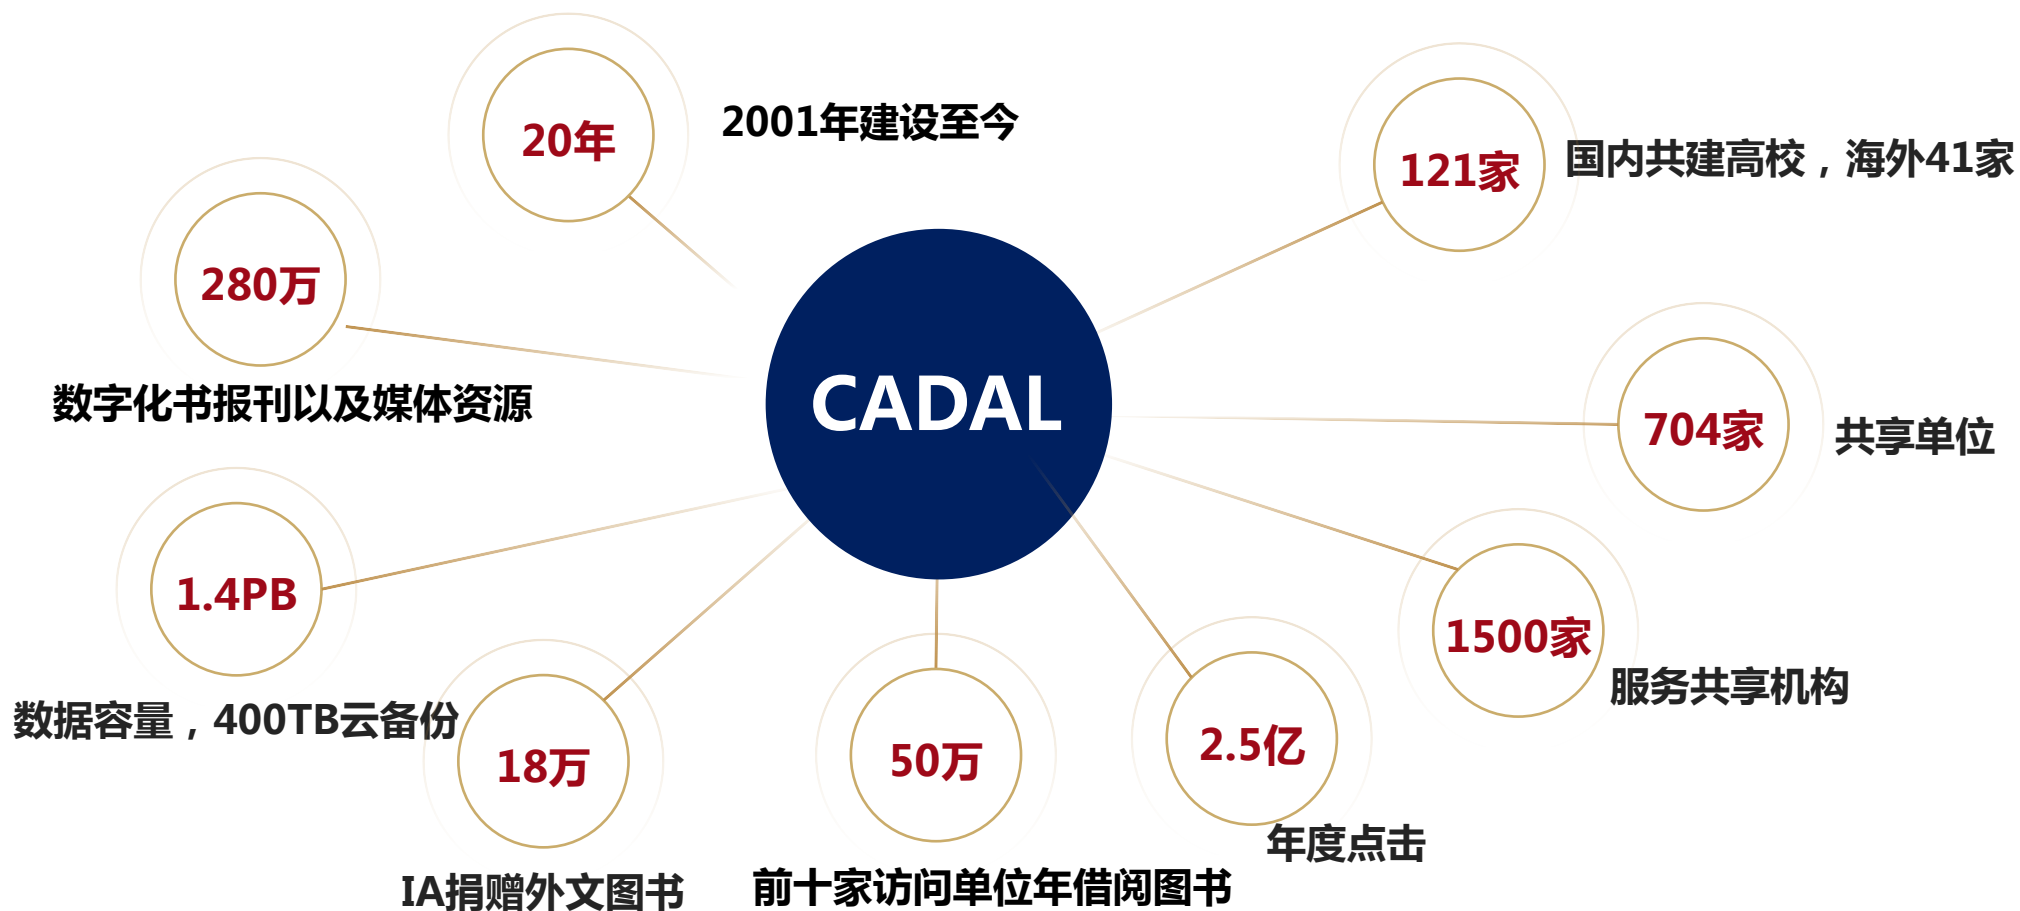 20年
2001年建设至今
121家
国内共建高校，海外41家
280万
数字化书报刊以及媒体资源
CADAL
704家
共享单位
1.4PB
数据容量，400TB云备份
1500家
服务共享机构
18万
IA捐赠外文图书
50万
前十家访问单位年借阅图书
2.5亿
年度点击